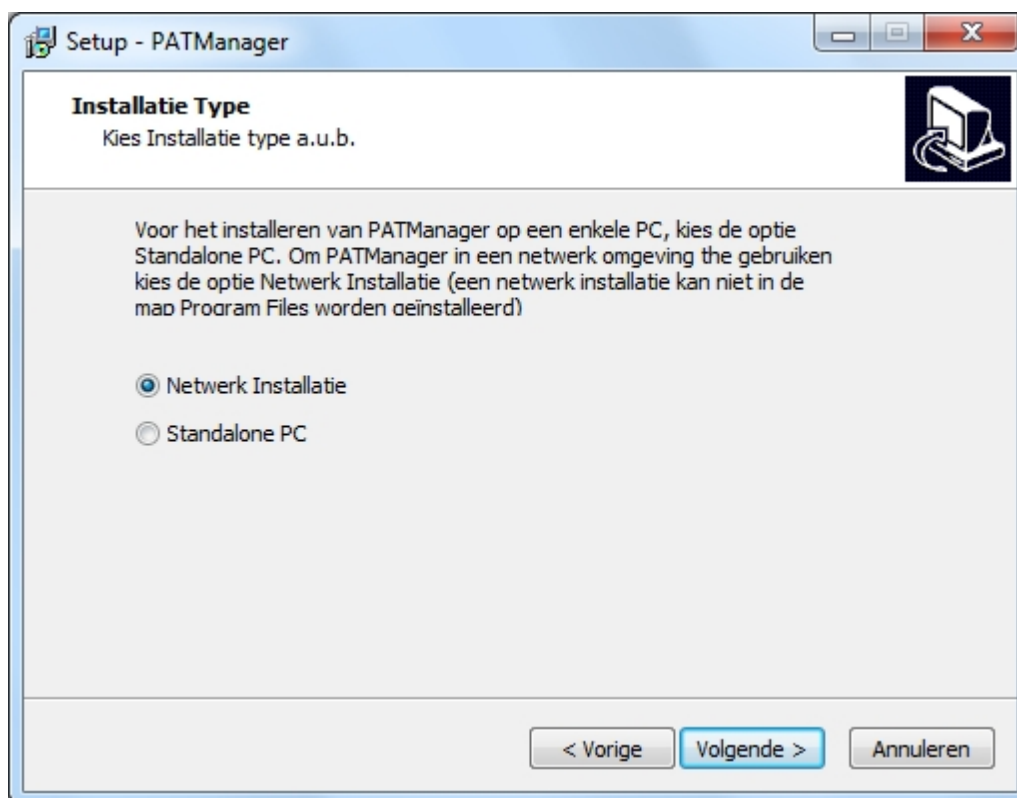 Setup - PATManager
Installatie Type
Kies Installatie type a.u.b.
Voor het installeren van PATManager op een enkele PC, kies de optie
Standalone PC. Om PATManager in een netwerk omgeving the gebruiken
kies de optie Netwerk Installatie (een netwerk installatie kan niet in de
map Program Files worden geïnstalleerd)
Netwerk Installatie
Standalone PC
< Vorige
Volgende >
Annuleren